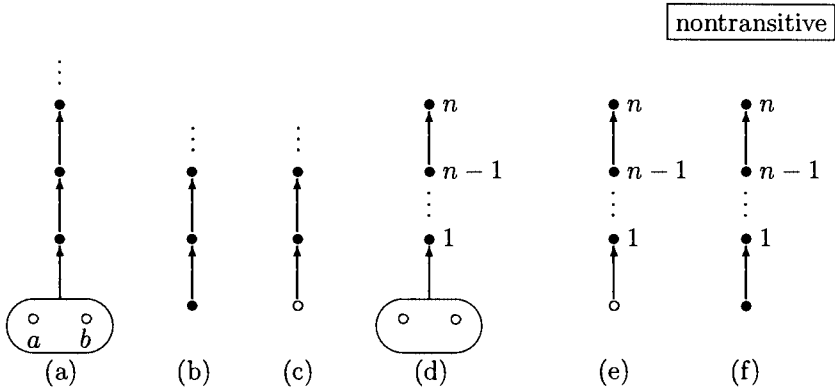 nontransitive
n n n
n − 1 n − 1 n − 1
1 1 1
a b
(a) (b) (c) (d) (e) (f)